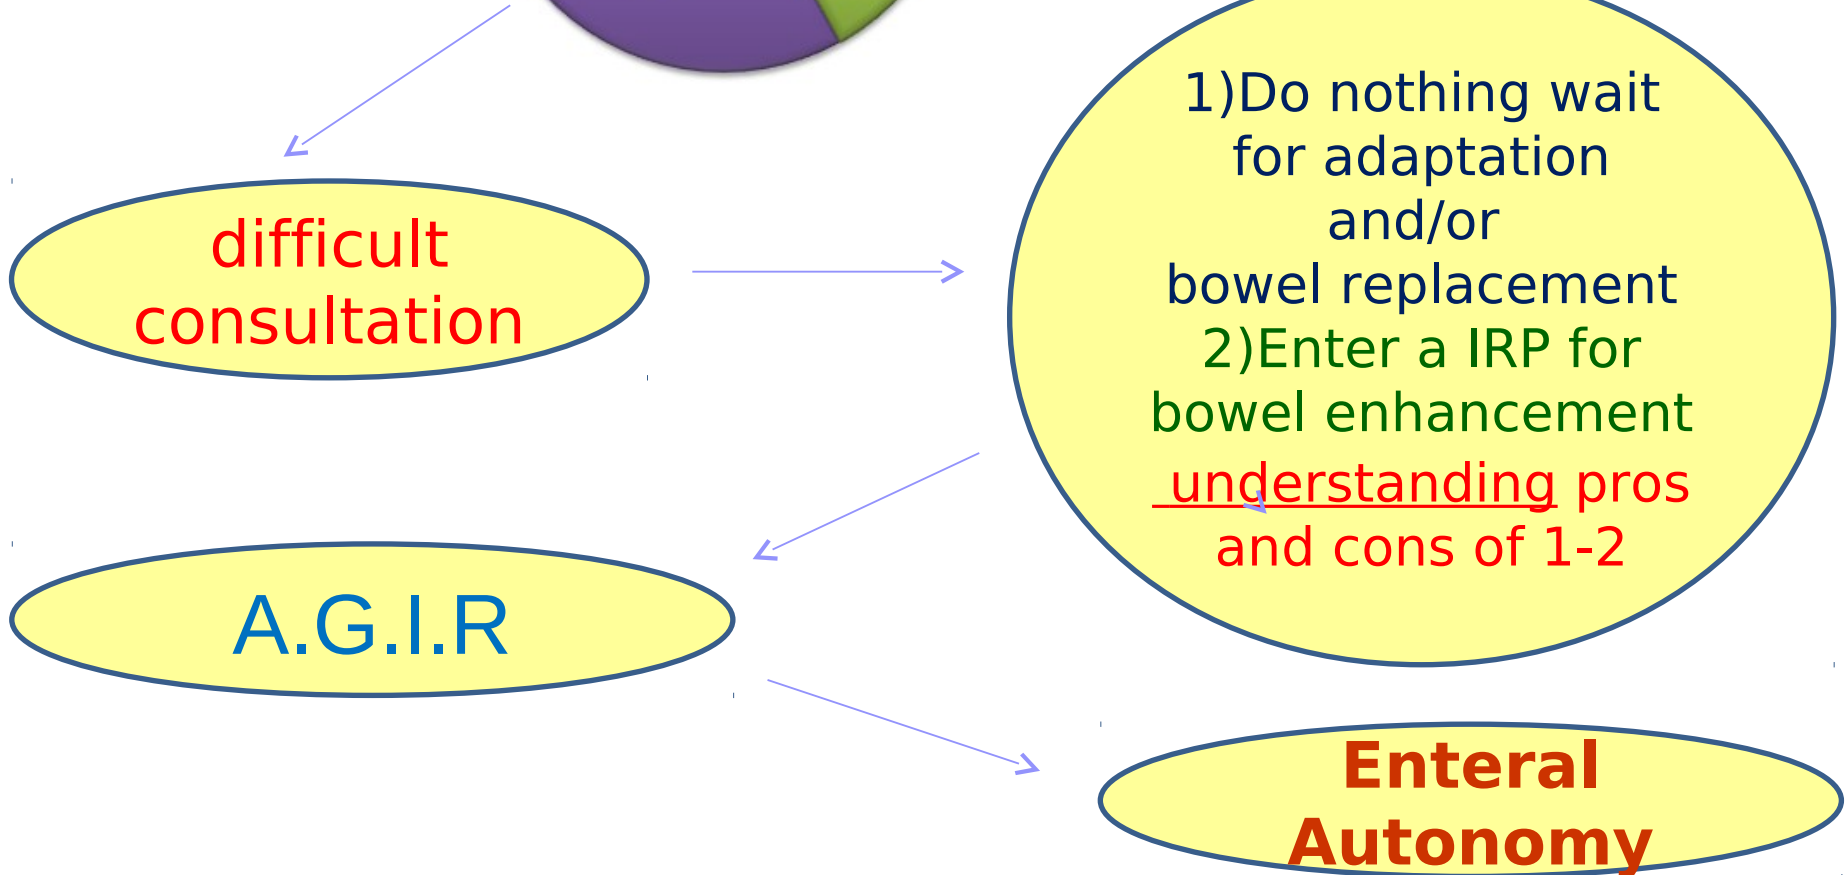 difficult
consultation
1)Do nothing wait
for adaptation
and/or
bowel replacement
2)Enter a IRP for
bowel enhancement
understanding pros
and cons of 1-2
A.G.I.R
Enteral
Autonomy